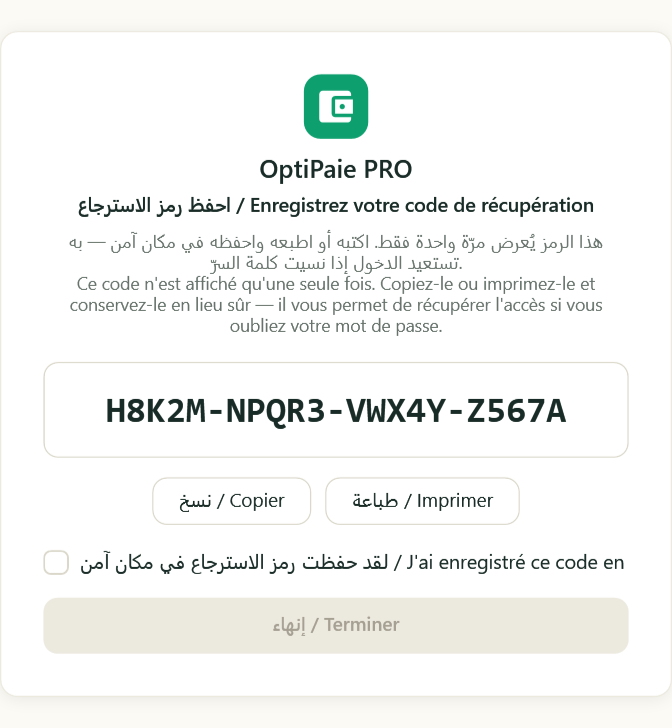 OptiPaie PRO
احفظ رمز الاسترجاع / Enregistrez votre code de récupération
هذا الرمز يُعرض مرّة واحدة فقط. اكتبه أو اطبعه واحفظه في مكان آمن — به
تستعيد الدخول إذا نسيت كلمة السرّ.
Ce code n'est affiché qu'une seule fois. Copiez-le ou imprimez-le et
conservez-le en lieu sûr — il vous permet de récupérer l'accès si vous
oubliez votre mot de passe.
H8K2M-NPQR3-VWX4Y-Z567A
نسخ / Copier
طباعة / Imprimer
لقد حفظت رمز الاسترجاع في مكان آمن / J'ai enregistré ce code en
إنهاء / Terminer